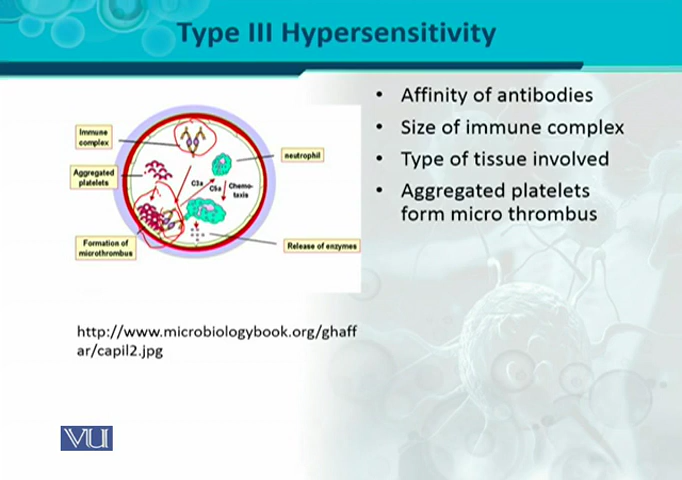 Type III Hypersensitivity
Immune
complex
Aggregated
platelets
Formation of
microthrombus
neutrophil
C3a
C5a
Chemo-
taxis
Release of enzymes
• Affinity of antibodies
• Size of immune complex
• Type of tissue involved
• Aggregated platelets
form micro thrombus
http://www.microbiologybook.org/ghaff
ar/capil2.jpg
VU